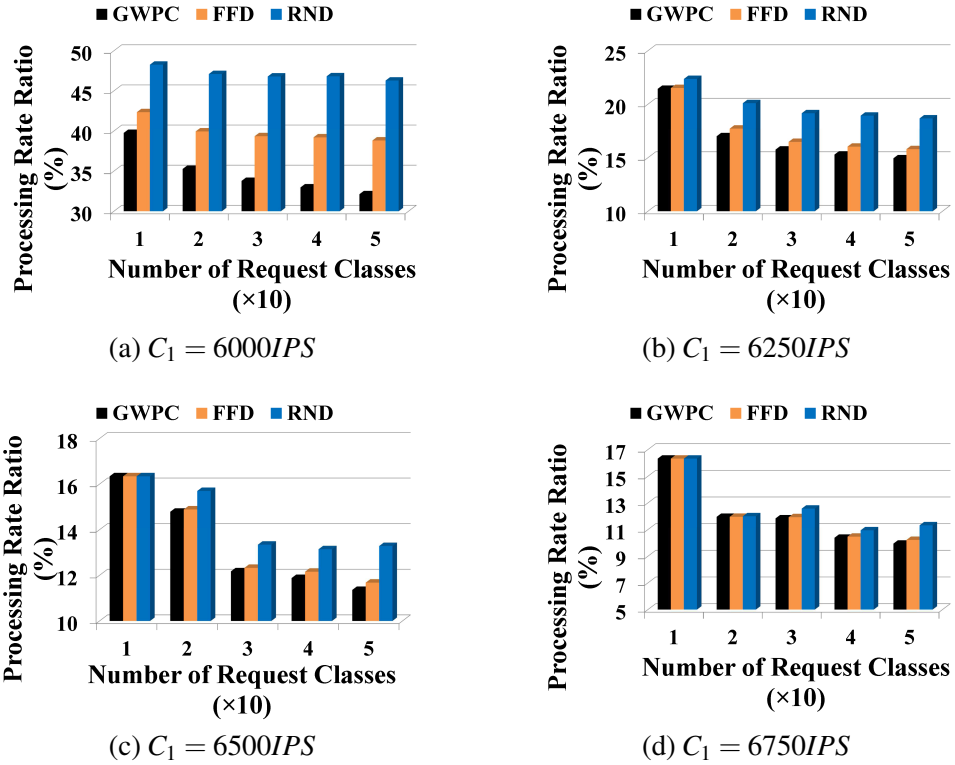 GWPC FFD RND
Processing Rate Ratio
(%)
50
45
40
35
30
1 2 3 4 5
Number of Request Classes
(×10)
(a) C₁ = 6000IPS
GWPC FFD RND
Processing Rate Ratio
(%)
25
20
15
10
1 2 3 4 5
Number of Request Classes
(×10)
(b) C₁ = 6250IPS
GWPC FFD RND
Processing Rate Ratio
(%)
18
16
14
12
10
1 2 3 4 5
Number of Request Classes
(×10)
(c) C₁ = 6500IPS
GWPC FFD RND
Processing Rate Ratio
(%)
17
15
13
11
9
7
5
1 2 3 4 5
Number of Request Classes
(×10)
(d) C₁ = 6750IPS